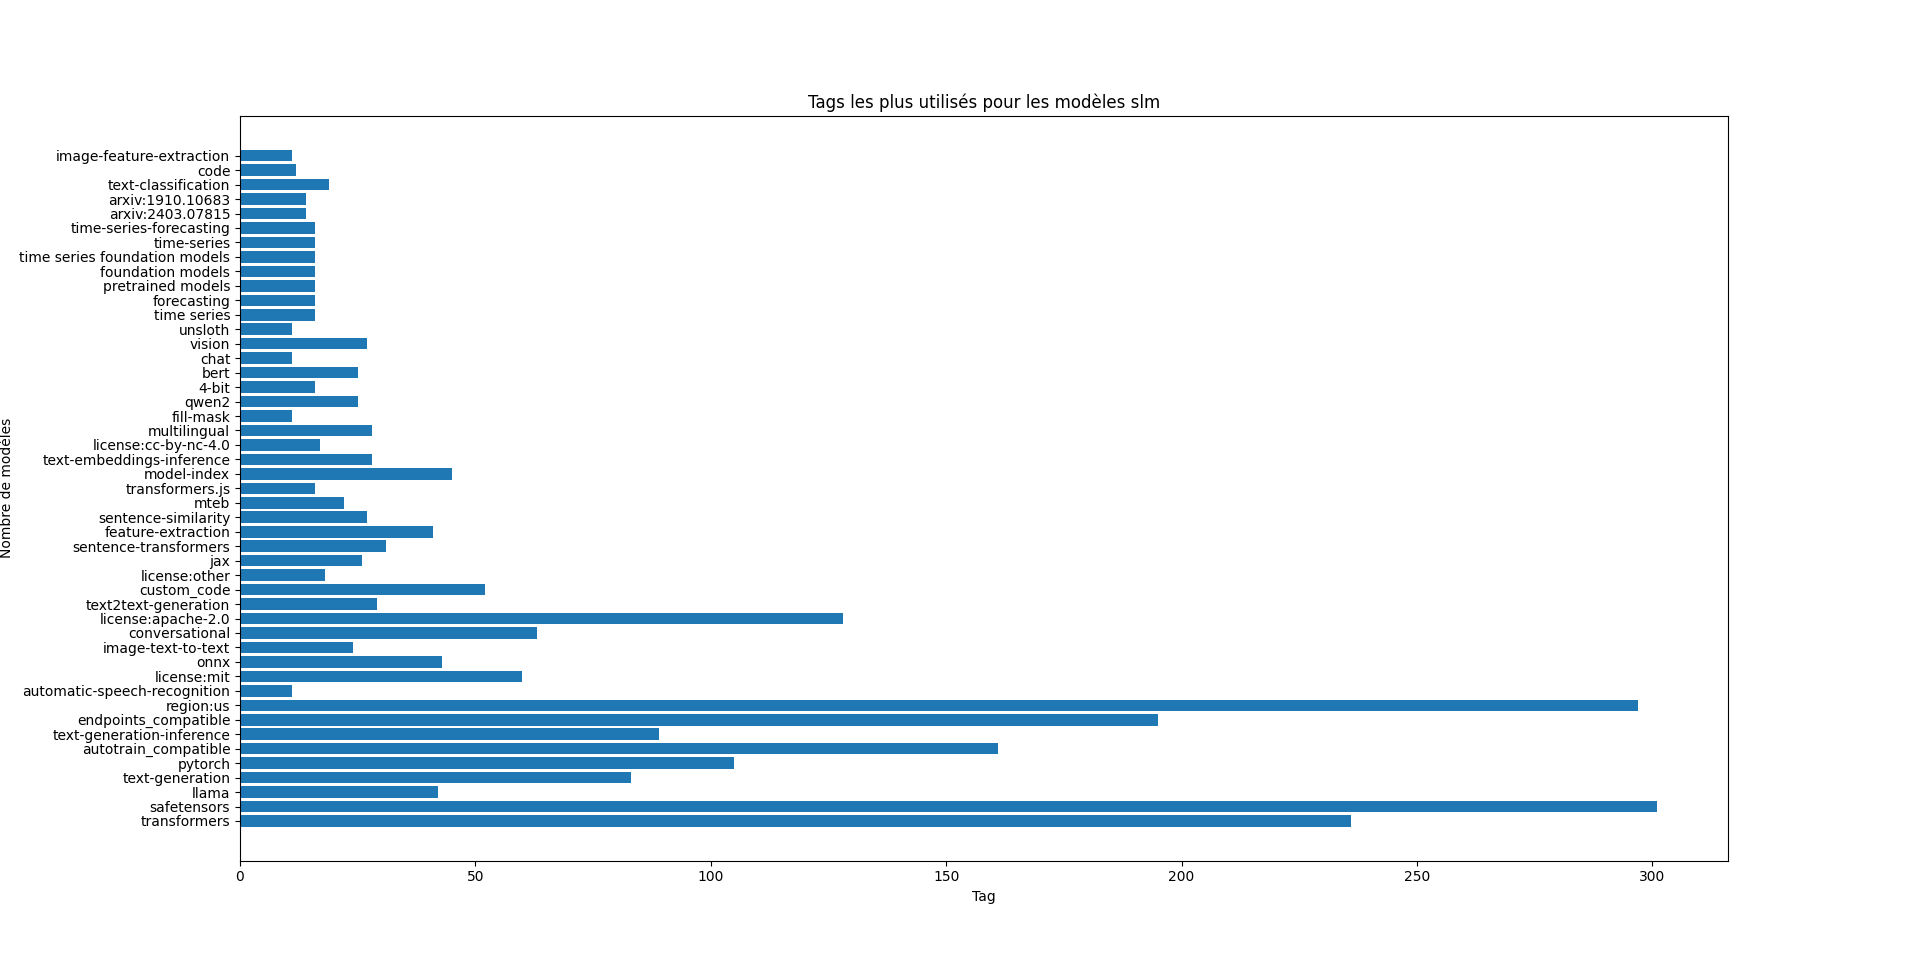 Tags les plus utilisés pour les modèles slm
image-feature-extraction
code
text-classification
arxiv:1910.10683
arxiv:2403.07815
time-series-forecasting
time-series
time series foundation models
foundation models
pretrained models
forecasting
time series
unsloth
vision
chat
bert
4-bit
qwen2
fill-mask
multilingual
license:cc-by-nc-4.0
text-embeddings-inference
model-index
transformers.js
mteb
sentence-similarity
feature-extraction
sentence-transformers
jax
license:other
custom_code
text2text-generation
license:apache-2.0
conversational
image-text-to-text
onnx
license:mit
automatic-speech-recognition
region:us
endpoints_compatible
text-generation-inference
autotrain_compatible
pytorch
text-generation
llama
safetensors
transformers
Nombre de modèles
0 50 100 150 200 250 300
Tag